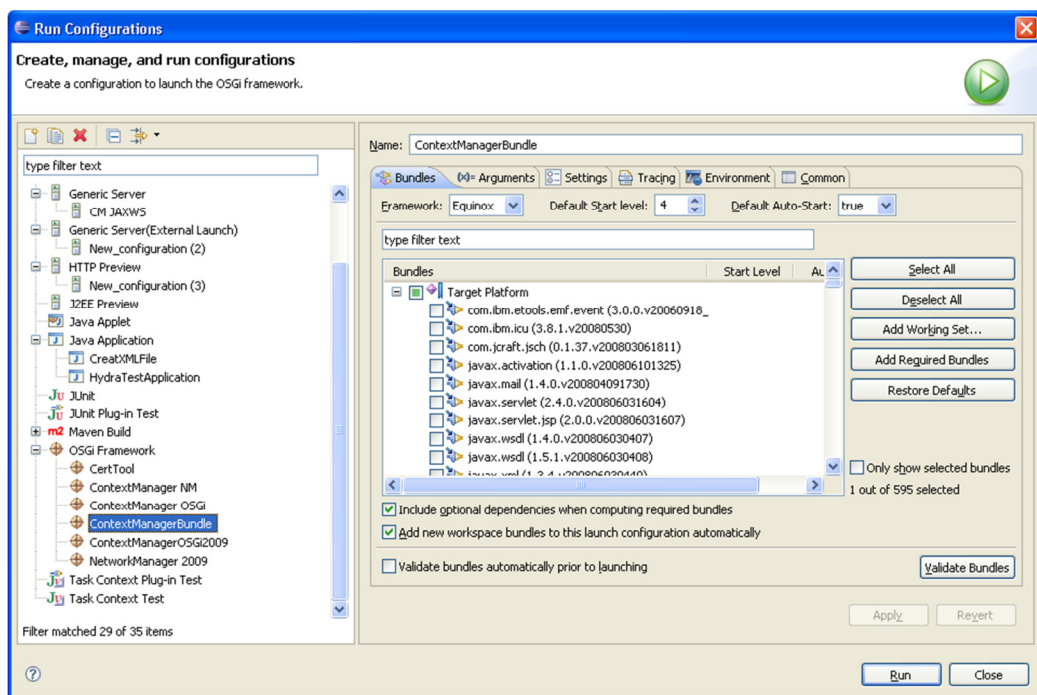 Run Configurations
Create, manage, and run configurations
Create a configuration to launch the OSGi framework.
type filter text
Generic Server
CM JAXWS
Generic Server(External Launch)
New_configuration (2)
HTTP Preview
New_configuration (3)
J2EE Preview
Java Applet
Java Application
CreatXMLFile
HydraTestApplication
JUnit
JUnit Plug-in Test
Maven Build
OSGi Framework
CertTool
ContextManager NM
ContextManager OSGi
ContextManagerBundle
ContextManagerOSGi2009
NetworkManager 2009
Task Context Plug-in Test
Task Context Test
Filter matched 29 of 35 items
Name: ContextManagerBundle
Bundles (x)= Arguments Settings Tracing Environment Common
Framework: Equinox Default Start level: 4 Default Auto-Start: true
type filter text
Bundles Start Level Au
Target Platform
com.ibm.etools.emf.event (3.0.0.v20060918_
com.ibm.icu (3.8.1.v20080530)
com.jcraft.jsch (0.1.37.v200803061811)
javax.activation (1.1.0.v200806101325)
javax.mail (1.4.0.v200804091730)
javax.servlet (2.4.0.v200806031604)
javax.servlet.jsp (2.0.0.v200806031607)
javax.wsdl (1.4.0.v200806030407)
javax.wsdl (1.5.1.v200806030408)
javax.xml (1.3.4.v200806030440)
Select All
Deselect All
Add Working Set...
Add Required Bundles
Restore Defaults
Only show selected bundles
1 out of 595 selected
Include optional dependencies when computing required bundles
Add new workspace bundles to this launch configuration automatically
Validate bundles automatically prior to launching
Validate Bundles
Apply Revert
Run Close